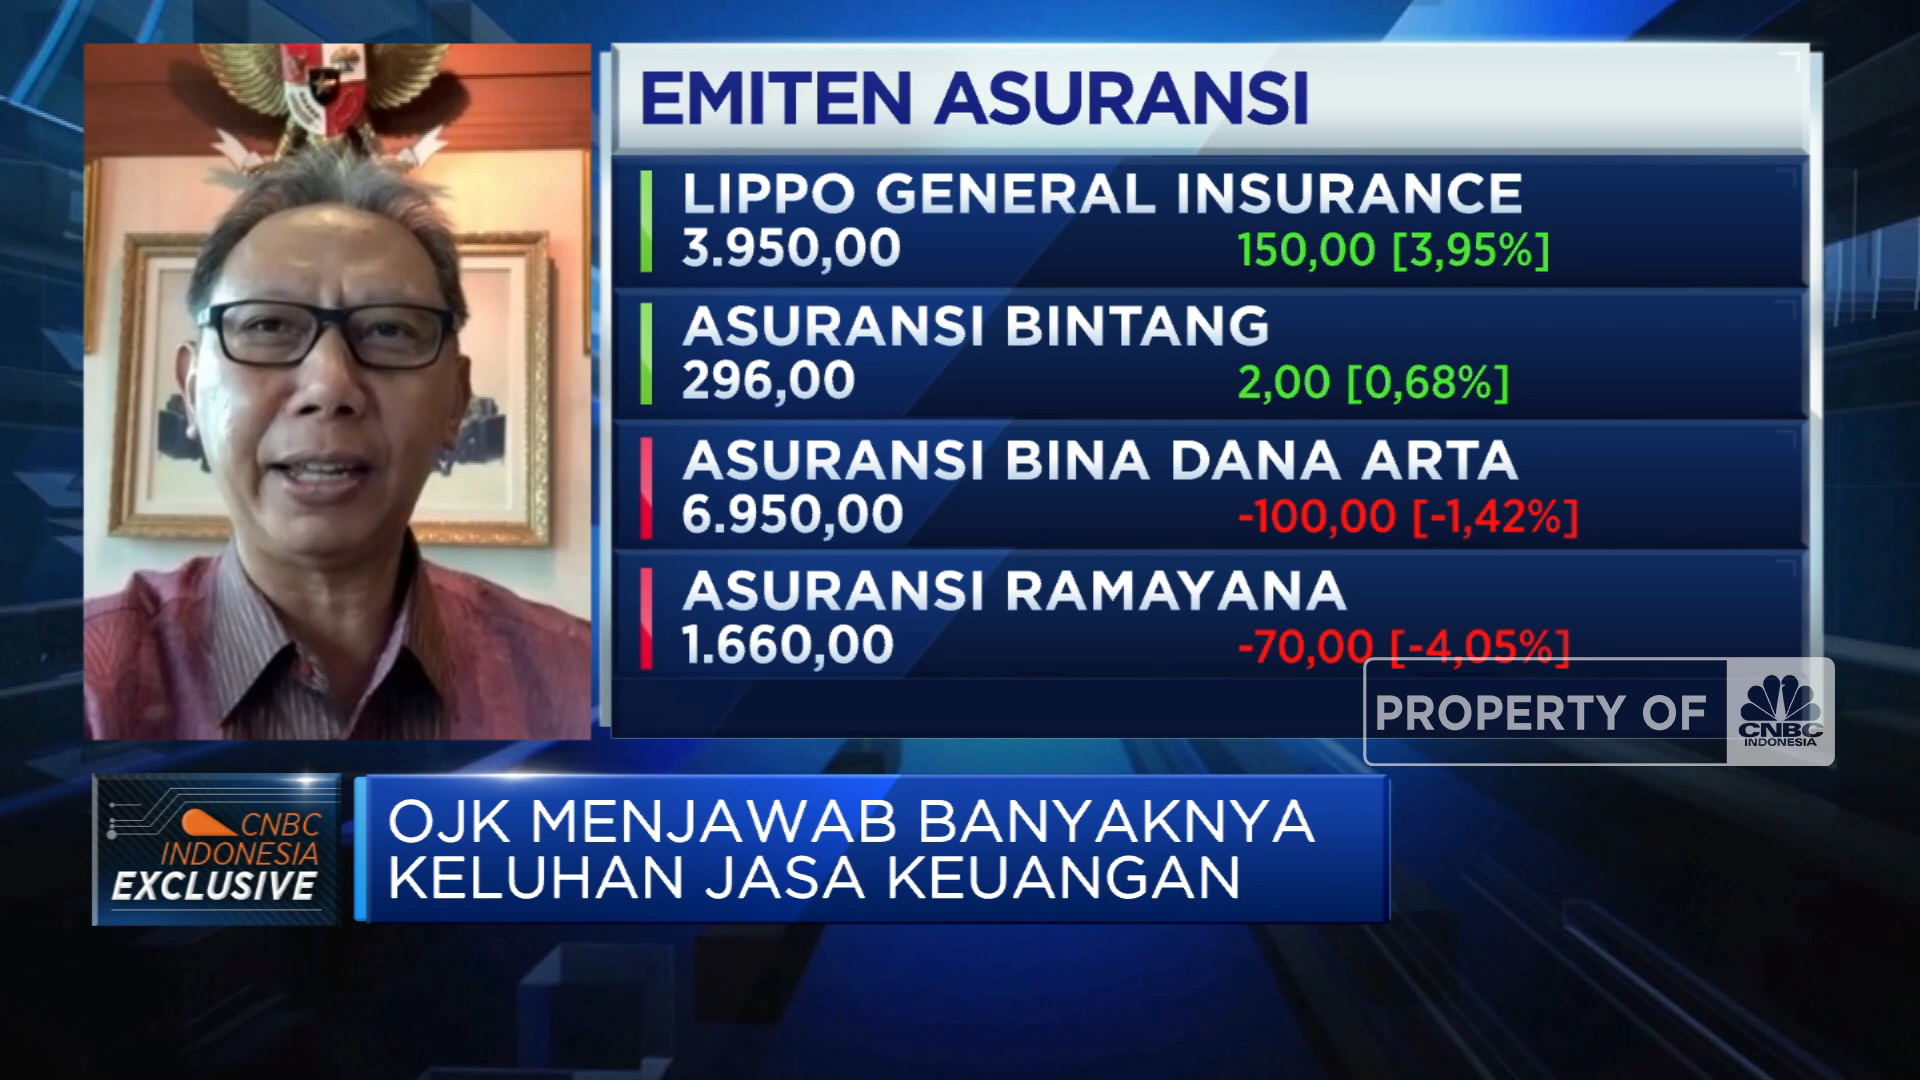 EMITEN ASURANSI
LIPPO GENERAL INSURANCE
3.950,00 150,00 [3,95%]
ASURANSI BINTANG
296,00 2,00 [0,68%]
ASURANSI BINA DANA ARTA
6.950,00 -100,00 [-1,42%]
ASURANSI RAMAYANA
1.660,00 -70,00 [-4,05%]
PROPERTY OF
CNBC
INDONESIA
CNBC
INDONESIA
EXCLUSIVE
OJK MENJAWAB BANYAKNYA
KELUHAN JASA KEUANGAN